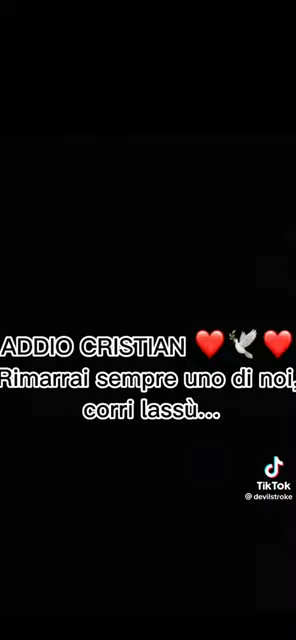 ADDIO CRISTIAN ❤️🕊️❤️
Rimarrai sempre uno di noi,
corri lassù...
TikTok
@ devilstroke